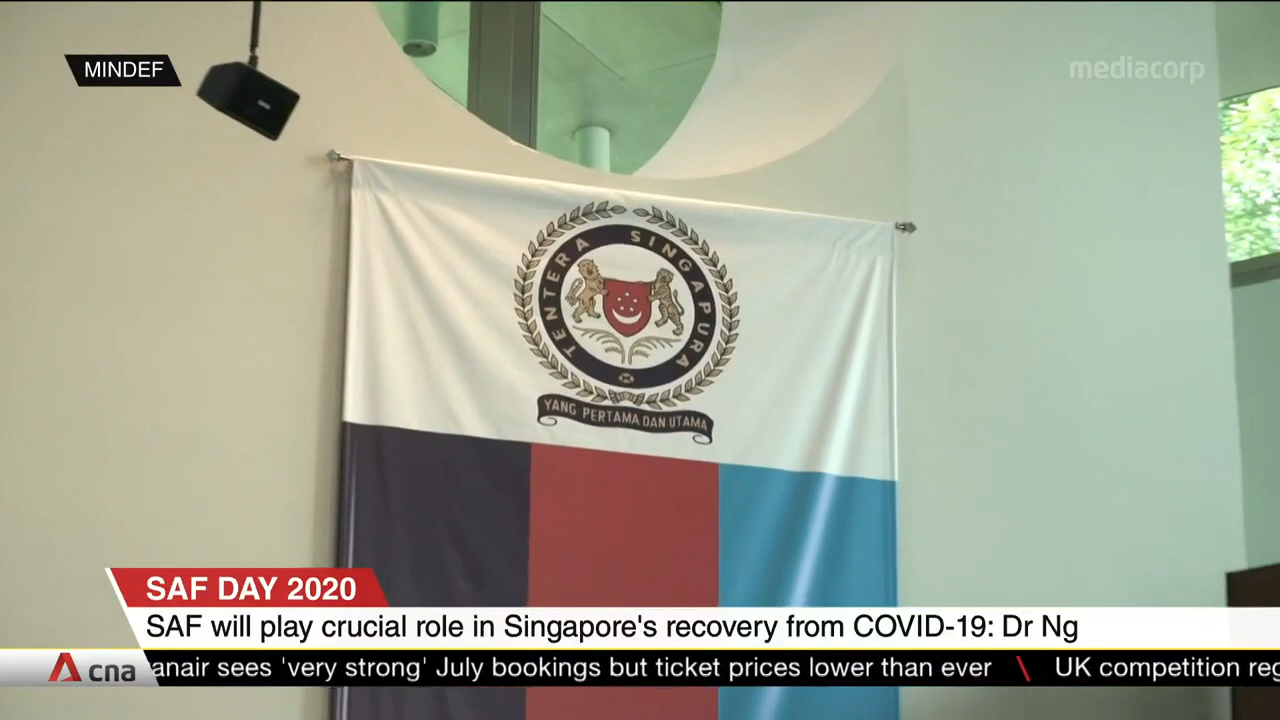 MINDEF
mediacorp
TENTERA SINGAPURA
YANG PERTAMA DAN UTAMA
SAF DAY 2020
SAF will play crucial role in Singapore's recovery from COVID-19: Dr Ng
cna
anair sees 'very strong' July bookings but ticket prices lower than ever \ UK competition reg